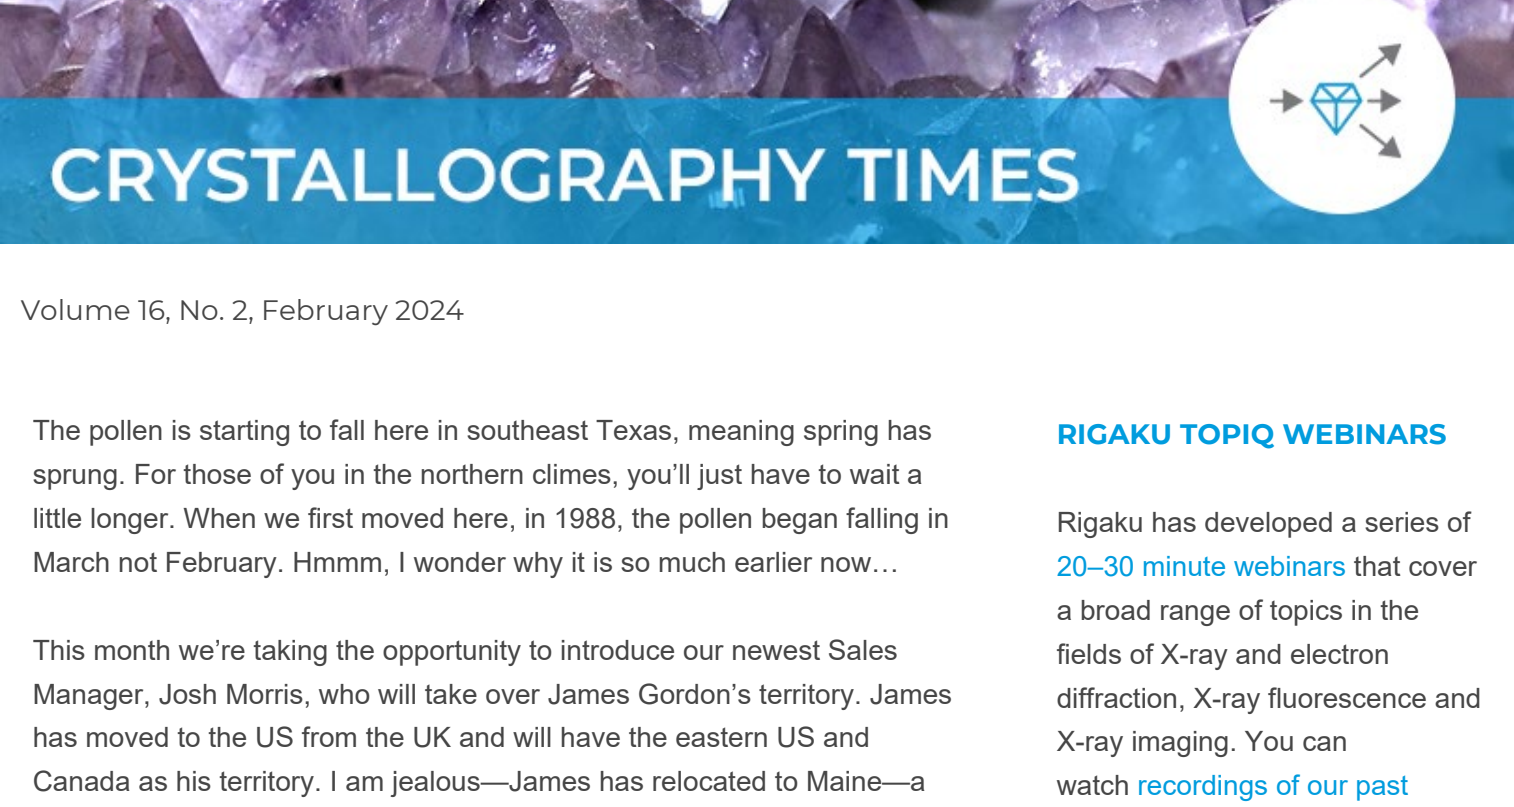 CRYSTALLOGRAPHY TIMES
Volume 16, No. 2, February 2024
The pollen is starting to fall here in southeast Texas, meaning spring has
sprung. For those of you in the northern climes, you’ll just have to wait a
little longer. When we first moved here, in 1988, the pollen began falling in
March not February. Hmmm, I wonder why it is so much earlier now…
This month we’re taking the opportunity to introduce our newest Sales
Manager, Josh Morris, who will take over James Gordon’s territory. James
has moved to the US from the UK and will have the eastern US and
Canada as his territory. I am jealous—James has relocated to Maine—a
RIGAKU TOPIQ WEBINARS
Rigaku has developed a series of
20–30 minute webinars that cover
a broad range of topics in the
fields of X-ray and electron
diffraction, X-ray fluorescence and
X-ray imaging. You can
watch recordings of our past